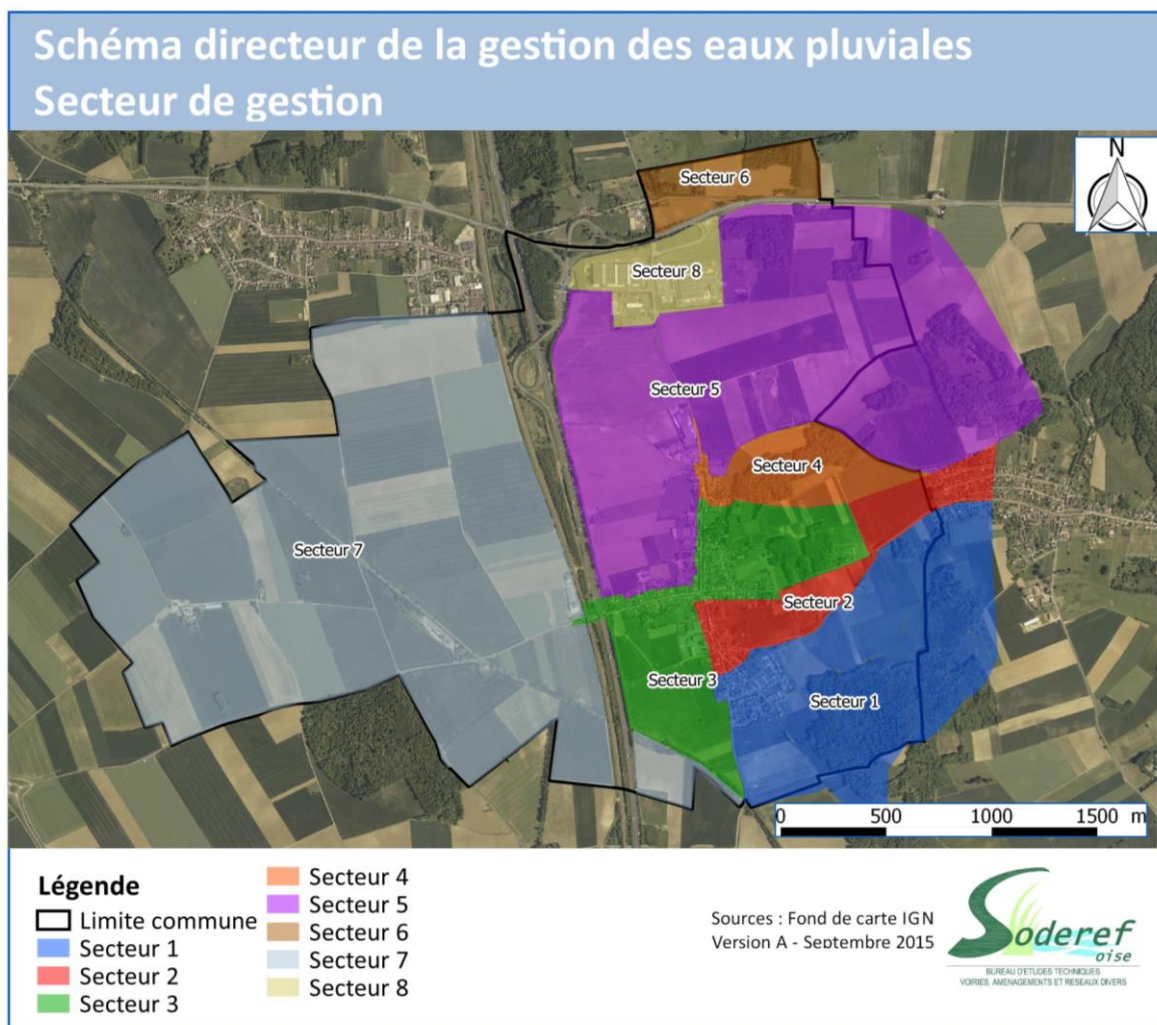 Schéma directeur de la gestion des eaux pluviales
Secteur de gestion
N
Secteur 6
Secteur 8
Secteur 5
Secteur 4
Secteur 7
Secteur 2
Secteur 3
Secteur 1
0 500 1000 1500 m
Légende
Limite commune
Secteur 1
Secteur 2
Secteur 3
Secteur 4
Secteur 5
Secteur 6
Secteur 7
Secteur 8
Sources : Fond de carte IGN
Version A - Septembre 2015
Soderef
oise
BUREAU D'ETUDES TECHNIQUES
VOIRIES, AMENAGEMENTS ET RESEAUX DIVERS